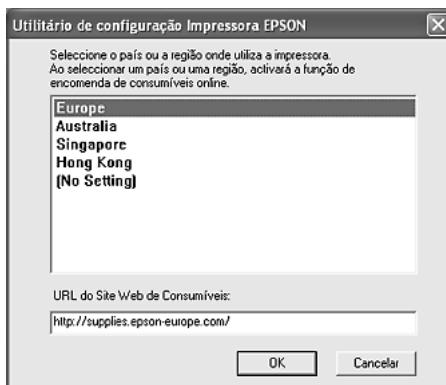 Utilitário de configuração Impressora EPSON
Seleccione o país ou a região onde utiliza a impressora.
Ao seleccionar um país ou uma região, activará a função de
encomenda de consumíveis online.
Europe
Australia
Singapore
Hong Kong
(No Setting)
URL do Site Web de Consumíveis:
http://supplies.epson-europe.com/
OK
Cancelar